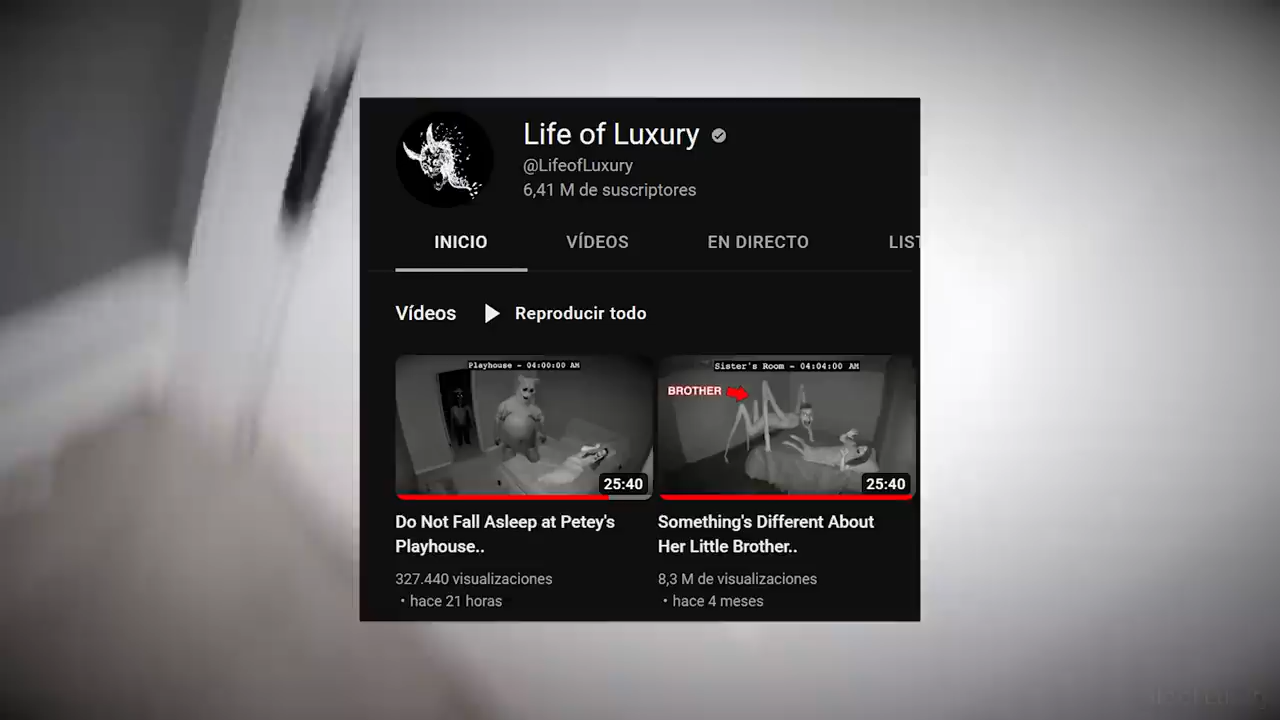 Life of Luxury
@LifeofLuxury
6,41 M de suscriptores
INICIO VÍDEOS EN DIRECTO LIST
Vídeos Reproducir todo
Playhouse - 04:00:00 AM
25:40
Do Not Fall Asleep at Petey's
Playhouse..
327.440 visualizaciones
• hace 21 horas
Sister's Room - 04:04:00 AM
BROTHER
25:40
Something's Different About
Her Little Brother..
8,3 M de visualizaciones
• hace 4 meses